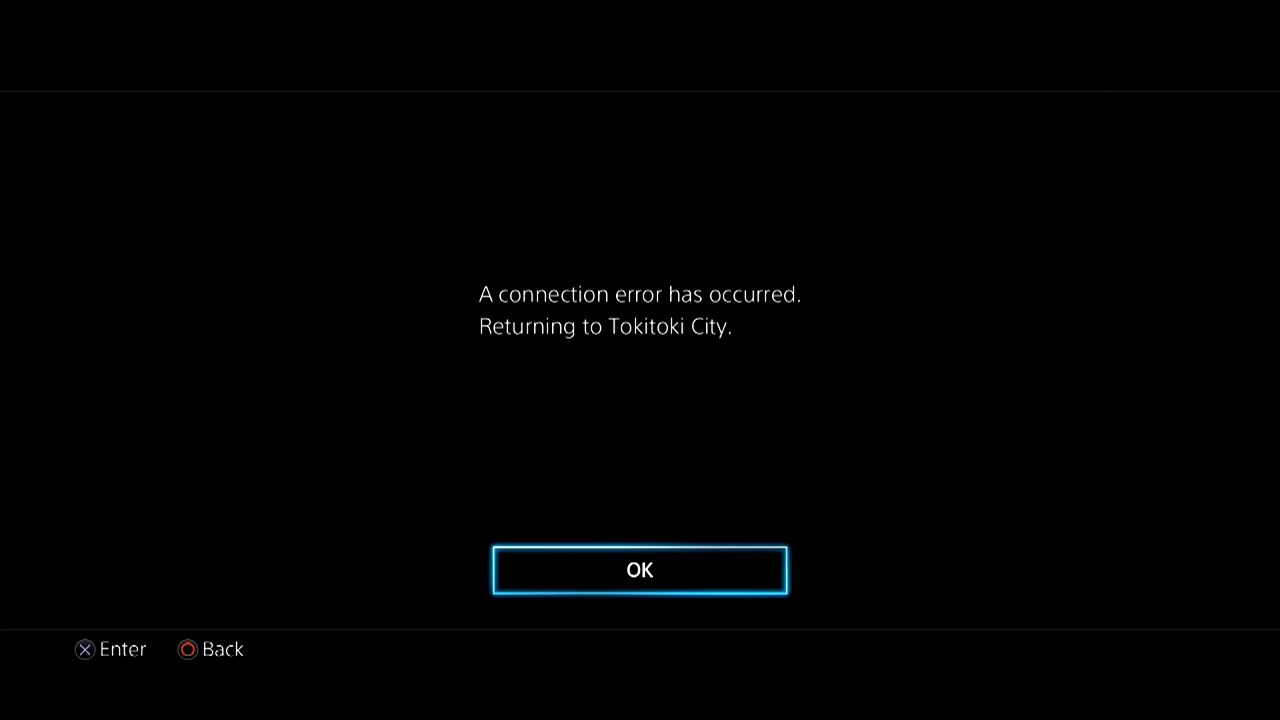 A connection error has occurred.
Returning to Tokitoki City.
OK
Enter Back